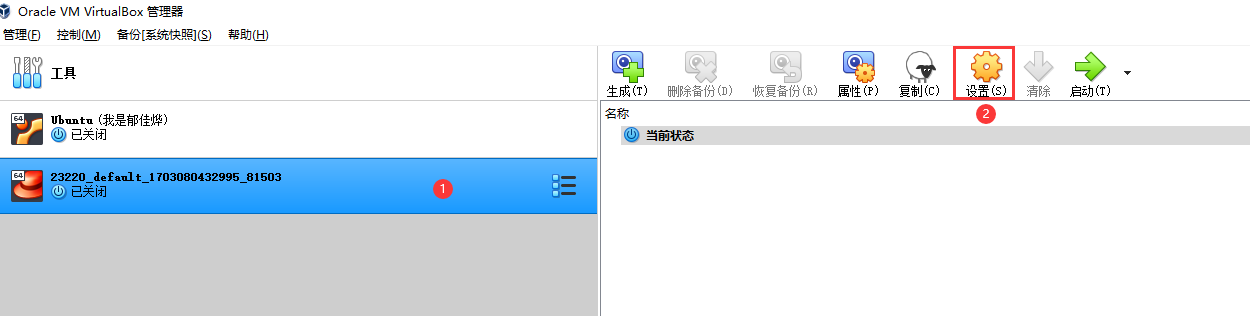 Oracle VM VirtualBox 管理器
管理(F) 控制(M) 备份[系统快照](S) 帮助(H)
工具
生成(T) 删除备份(D) 恢复备份(R) 属性(P) 复制(C) 设置(S) 清除 启动(T)
2
名称
当前状态
64 Ubuntu (我是郁佳烨)
已关闭
64 23220_default_1703080432995_81503
已关闭
1